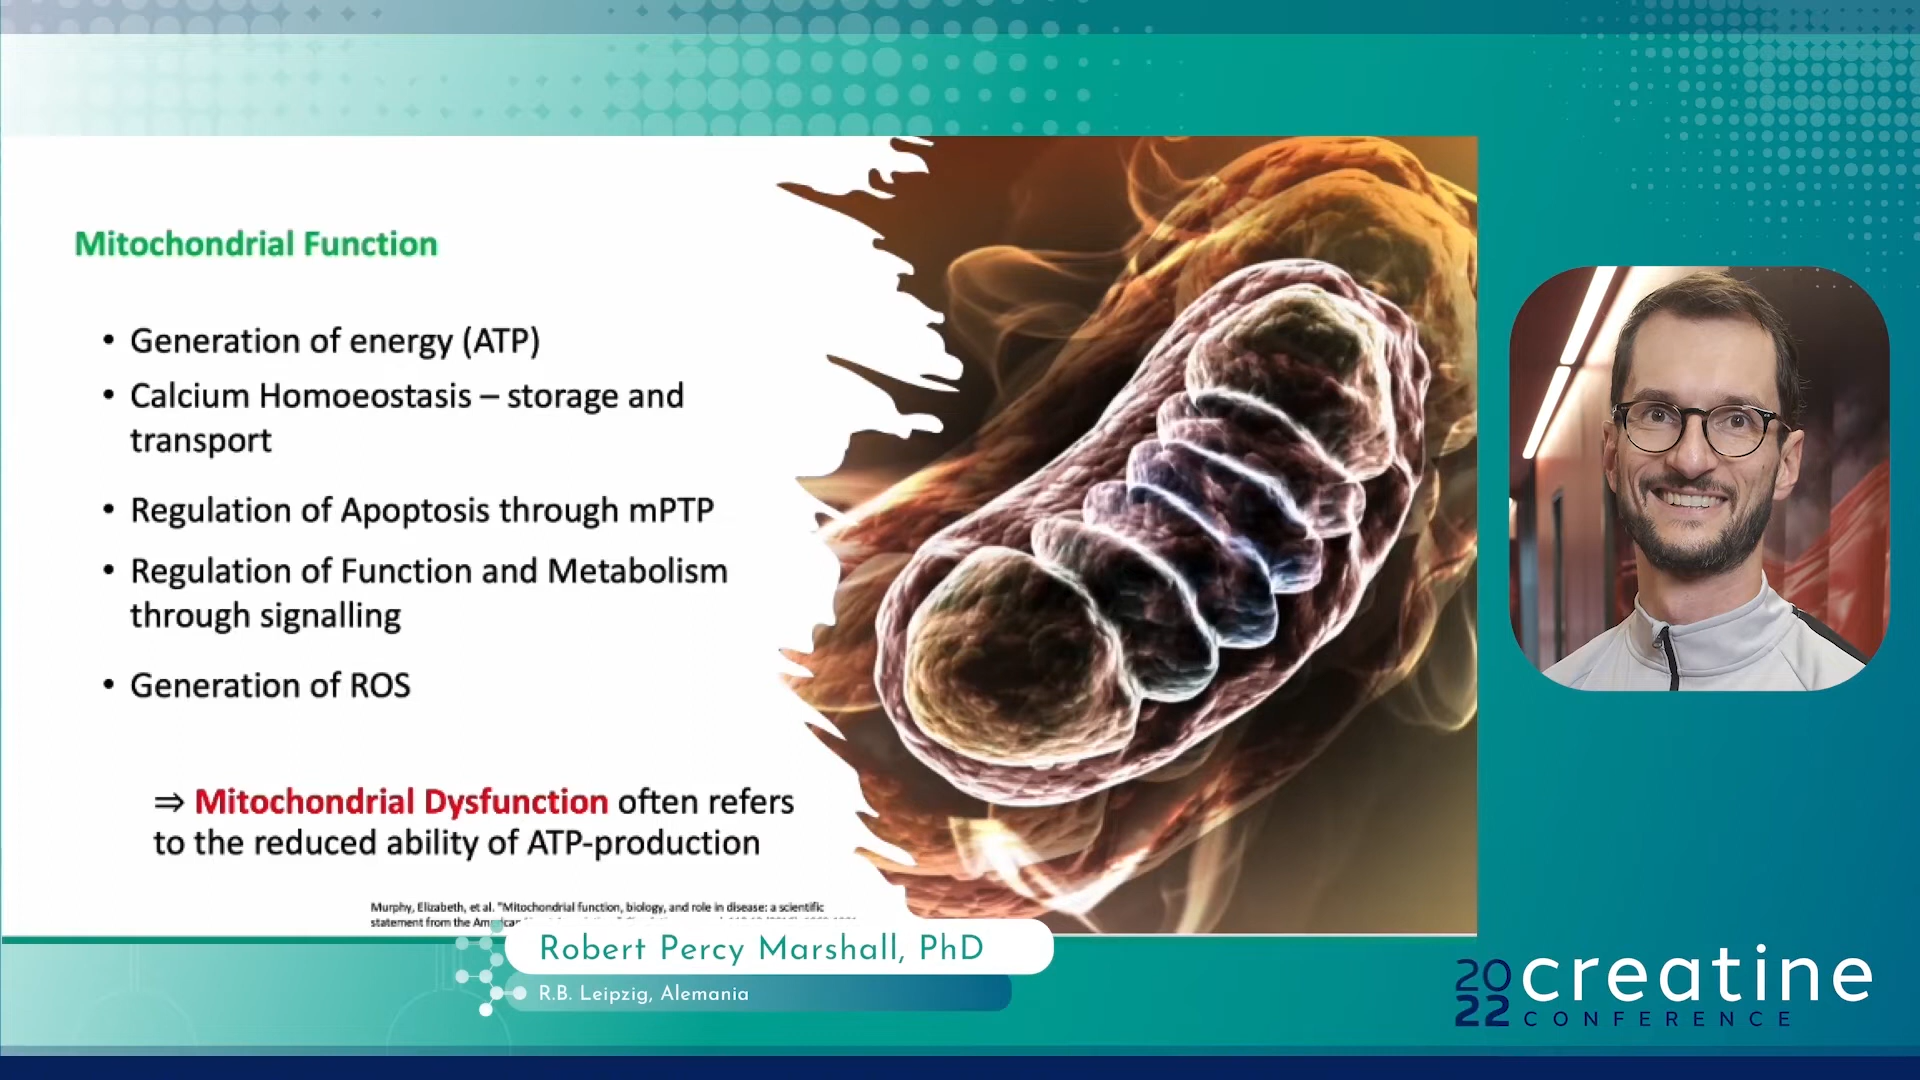 Mitochondrial Function
• Generation of energy (ATP)
• Calcium Homoeostasis – storage and
transport
• Regulation of Apoptosis through mPTP
• Regulation of Function and Metabolism
through signalling
• Generation of ROS
⇒ Mitochondrial Dysfunction often refers
to the reduced ability of ATP-production
Murphy, Elizabeth, et al. "Mitochondrial function, biology, and role in disease: a scientific
statement from the
Robert Percy Marshall, PhD
R.B. Leipzig, Alemania
2022 creatine
CONFERENCE